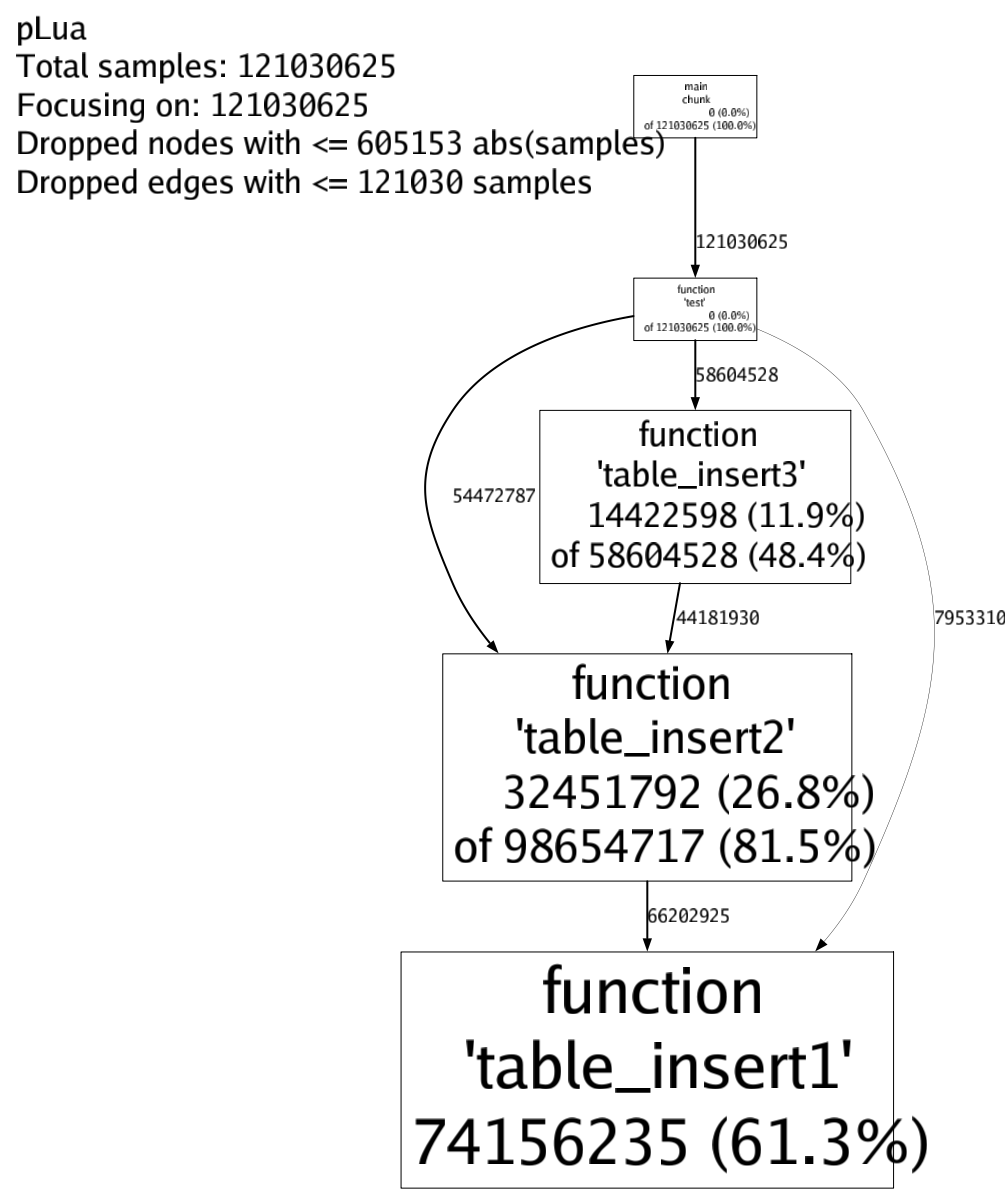 pLua
Total samples: 121030625
Focusing on: 121030625
Dropped nodes with <= 605153 abs(samples)
Dropped edges with <= 121030 samples
main
chunk
0 (0.0%)
of 121030625 (100.0%)
121030625
function
'test'
0 (0.0%)
of 121030625 (100.0%)
58604528
function
'table_insert3'
14422598 (11.9%)
of 58604528 (48.4%)
54472787
44181930
7953310
function
'table_insert2'
32451792 (26.8%)
of 98654717 (81.5%)
66202925
function
'table_insert1'
74156235 (61.3%)